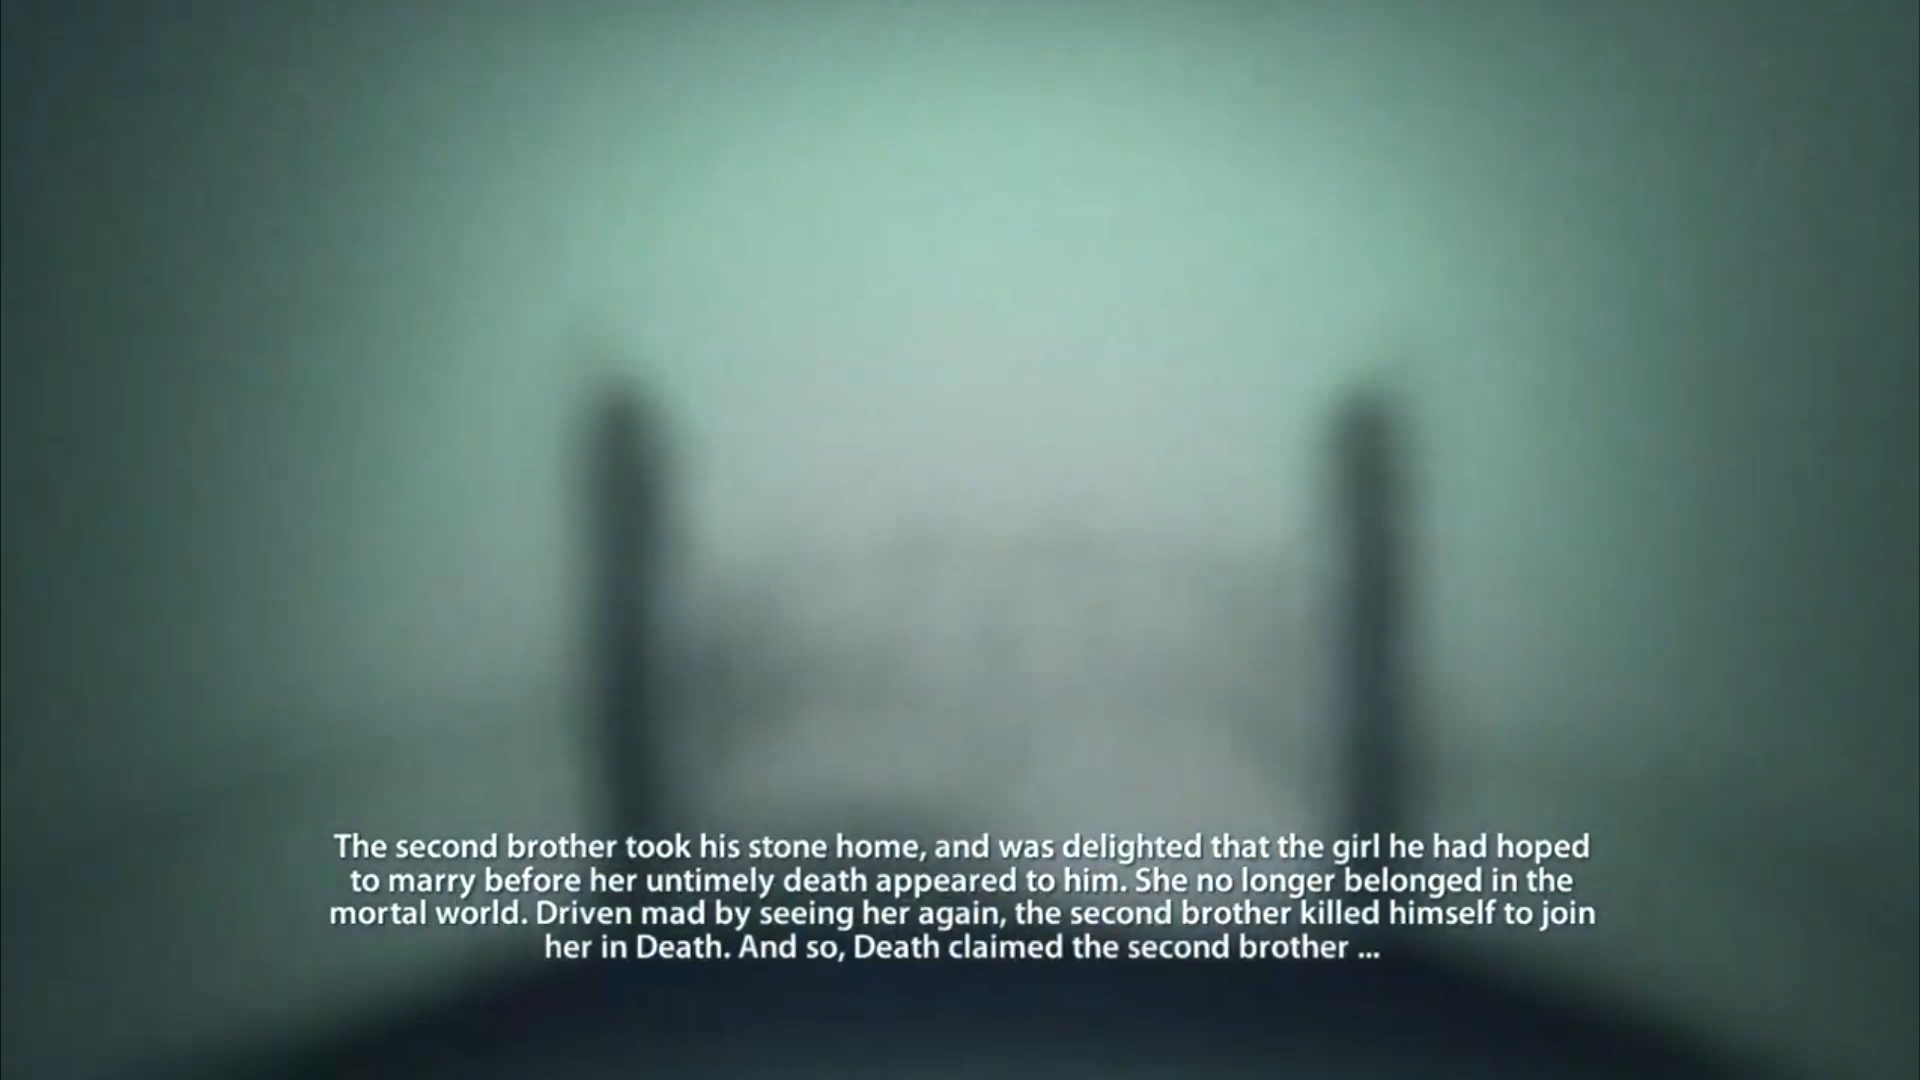 The second brother took his stone home, and was delighted that the girl he had hoped
to marry before her untimely death appeared to him. She no longer belonged in the
mortal world. Driven mad by seeing her again, the second brother killed himself to join
her in Death. And so, Death claimed the second brother ...